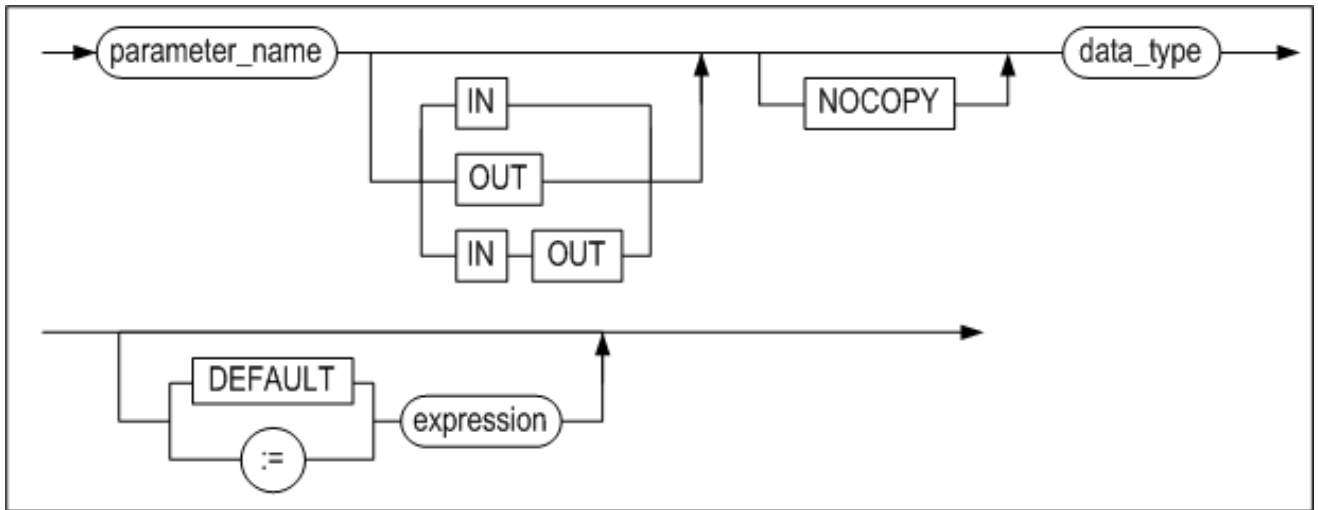 parameter_name data_type
IN NOCOPY
OUT
IN OUT
DEFAULT
expression
:=